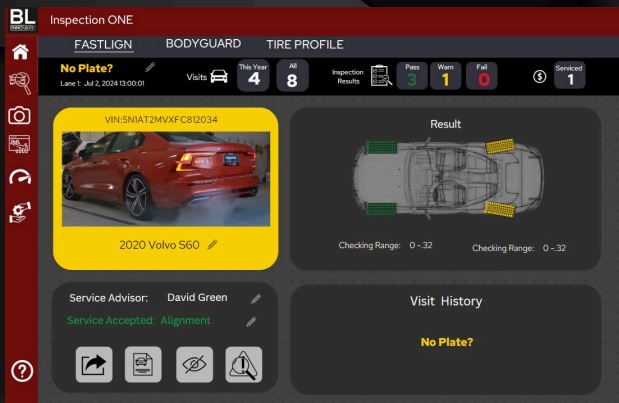 BL
INNOVATE
Inspection ONE
FASTLIGN BODYGUARD TIRE PROFILE
No Plate?
Lane 1: Jul 2, 2024 13:00:01
Visits
This Year
4
All
8
Inspection
Results
Pass
3
Warn
1
Fail
0
$
Serviced
1
VIN:5N1AT2MVXFC812034
2020 Volvo S60
Result
Checking Range: 0 -.32
Checking Range: 0 -.32
Service Advisor: David Green
Service Accepted: Alignment
Visit History
No Plate?
?